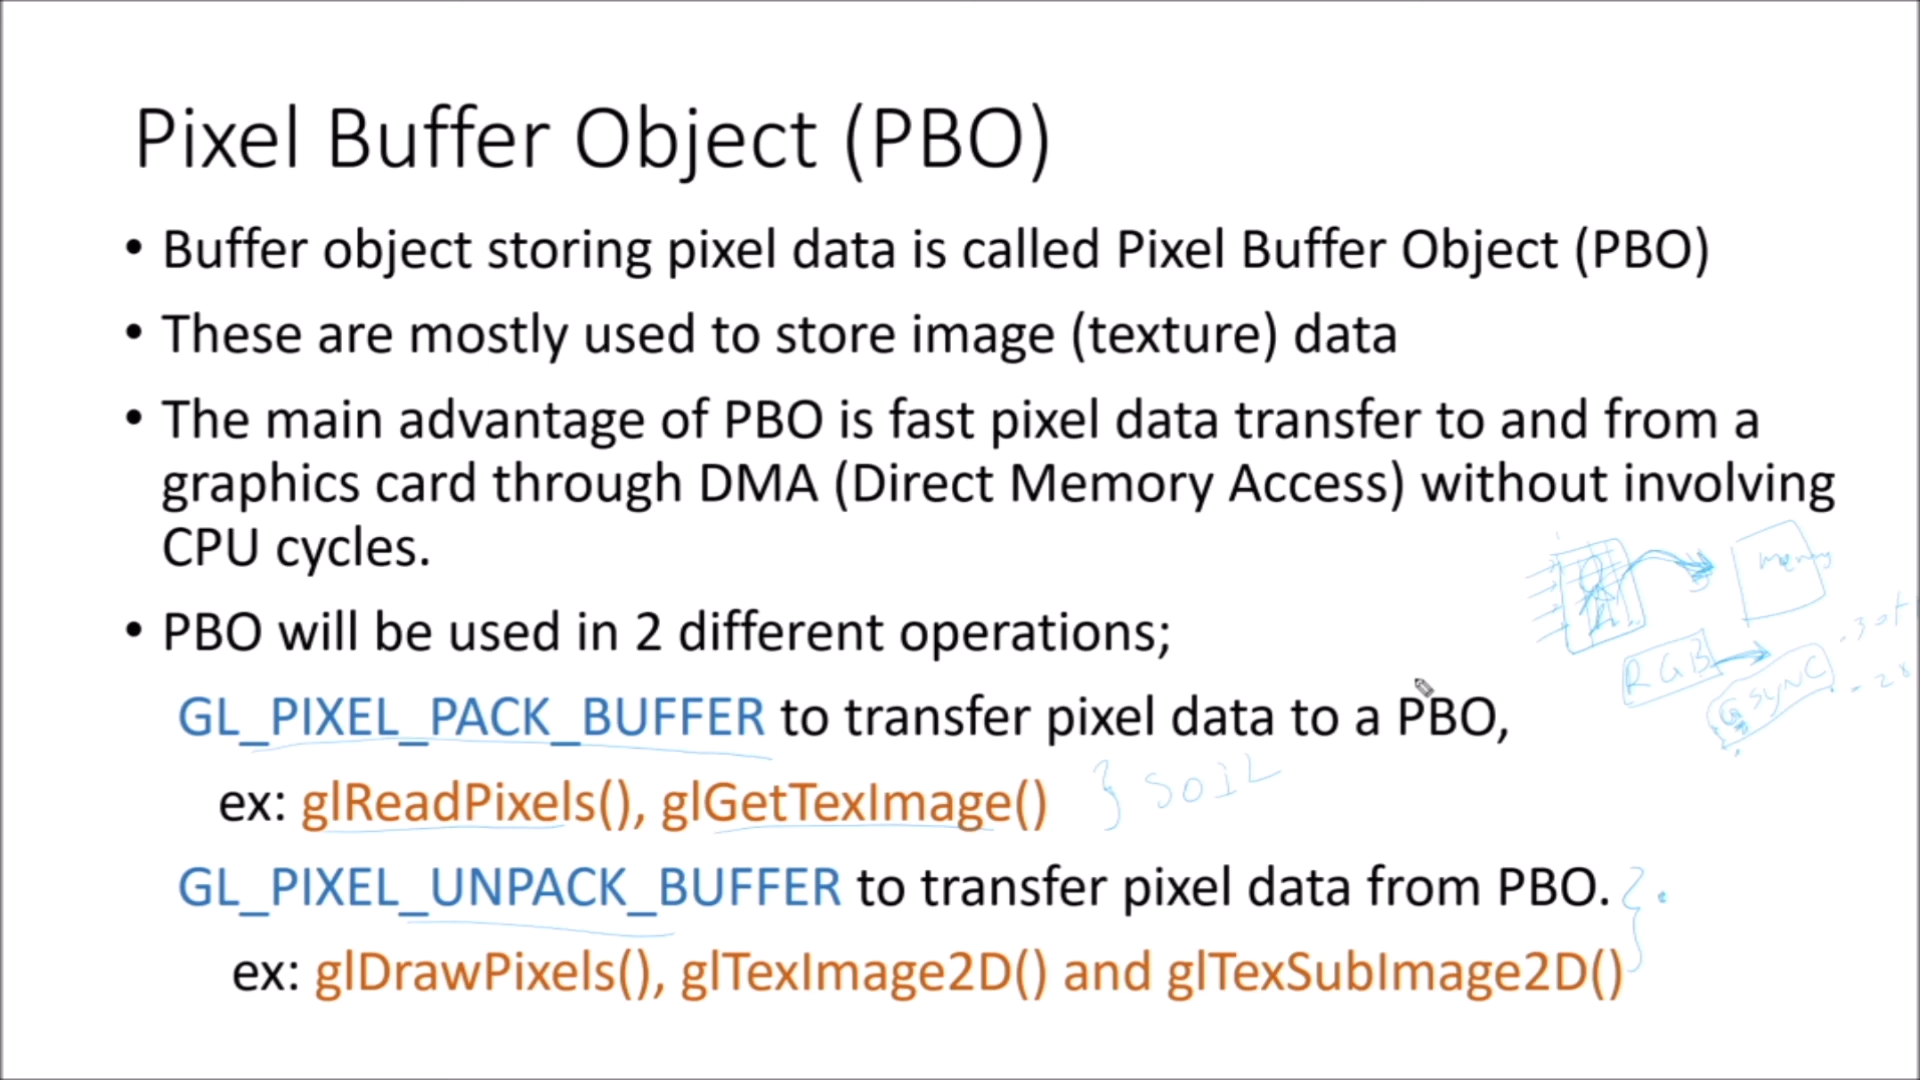 Pixel Buffer Object (PBO)
• Buffer object storing pixel data is called Pixel Buffer Object (PBO)
• These are mostly used to store image (texture) data
• The main advantage of PBO is fast pixel data transfer to and from a
graphics card through DMA (Direct Memory Access) without involving
CPU cycles.
• PBO will be used in 2 different operations;
GL_PIXEL_PACK_BUFFER to transfer pixel data to a PBO,
ex: glReadPixels(), glGetTexImage()
} SOIL
GL_PIXEL_UNPACK_BUFFER to transfer pixel data from PBO.
ex: glDrawPixels(), glTexImage2D() and glTexSubImage2D()
RGB